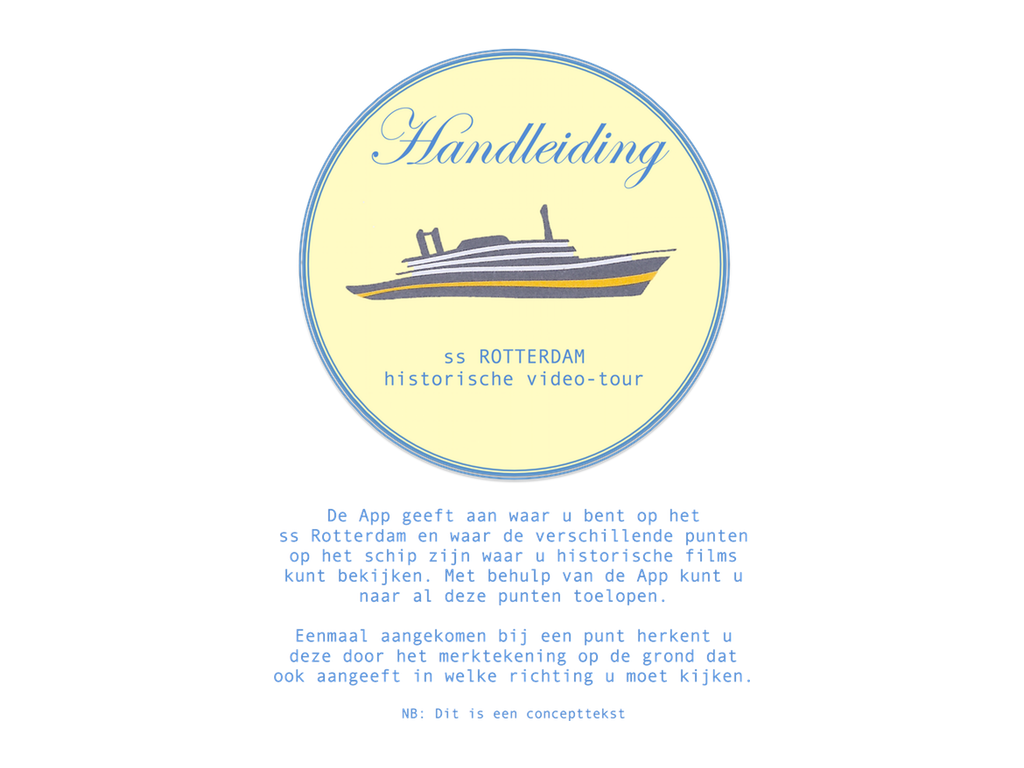 Handleiding
ss ROTTERDAM
historische video-tour
De App geeft aan waar u bent op het
ss Rotterdam en waar de verschillende punten
op het schip zijn waar u historische films
kunt bekijken. Met behulp van de App kunt u
naar al deze punten toelopen.
Eenmaal aangekomen bij een punt herkent u
deze door het merktekening op de grond dat
ook aangeeft in welke richting u moet kijken.
NB: Dit is een concepttekst